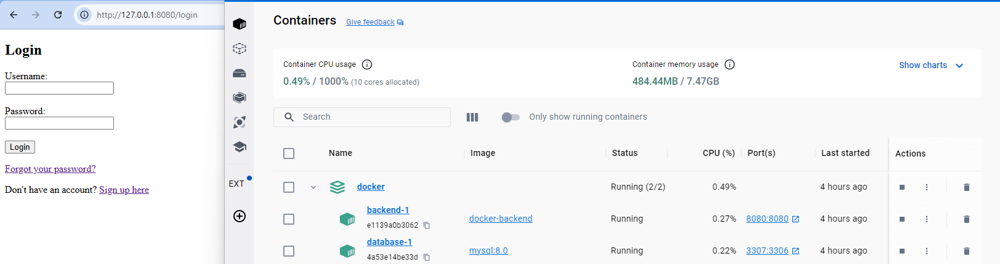 http://127.0.0.1:8080/login
Login
Username:
Password:
Login
Forgot your password?
Don't have an account? Sign up here
EXT
Containers Give feedback
Container CPU usage
0.49% / 1000% (10 cores allocated)
Container memory usage
484.44MB / 7.47GB
Show charts
Search
Only show running containers
Name Image Status CPU (%) Port(s) Last started Actions
docker Running (2/2) 0.49% 4 hours ago
backend-1
e1139a0b3062
docker-backend Running 0.27% 8080:8080 4 hours ago
database-1
4a53e14be33d
mysql:8.0 Running 0.22% 3307:3306 4 hours ago